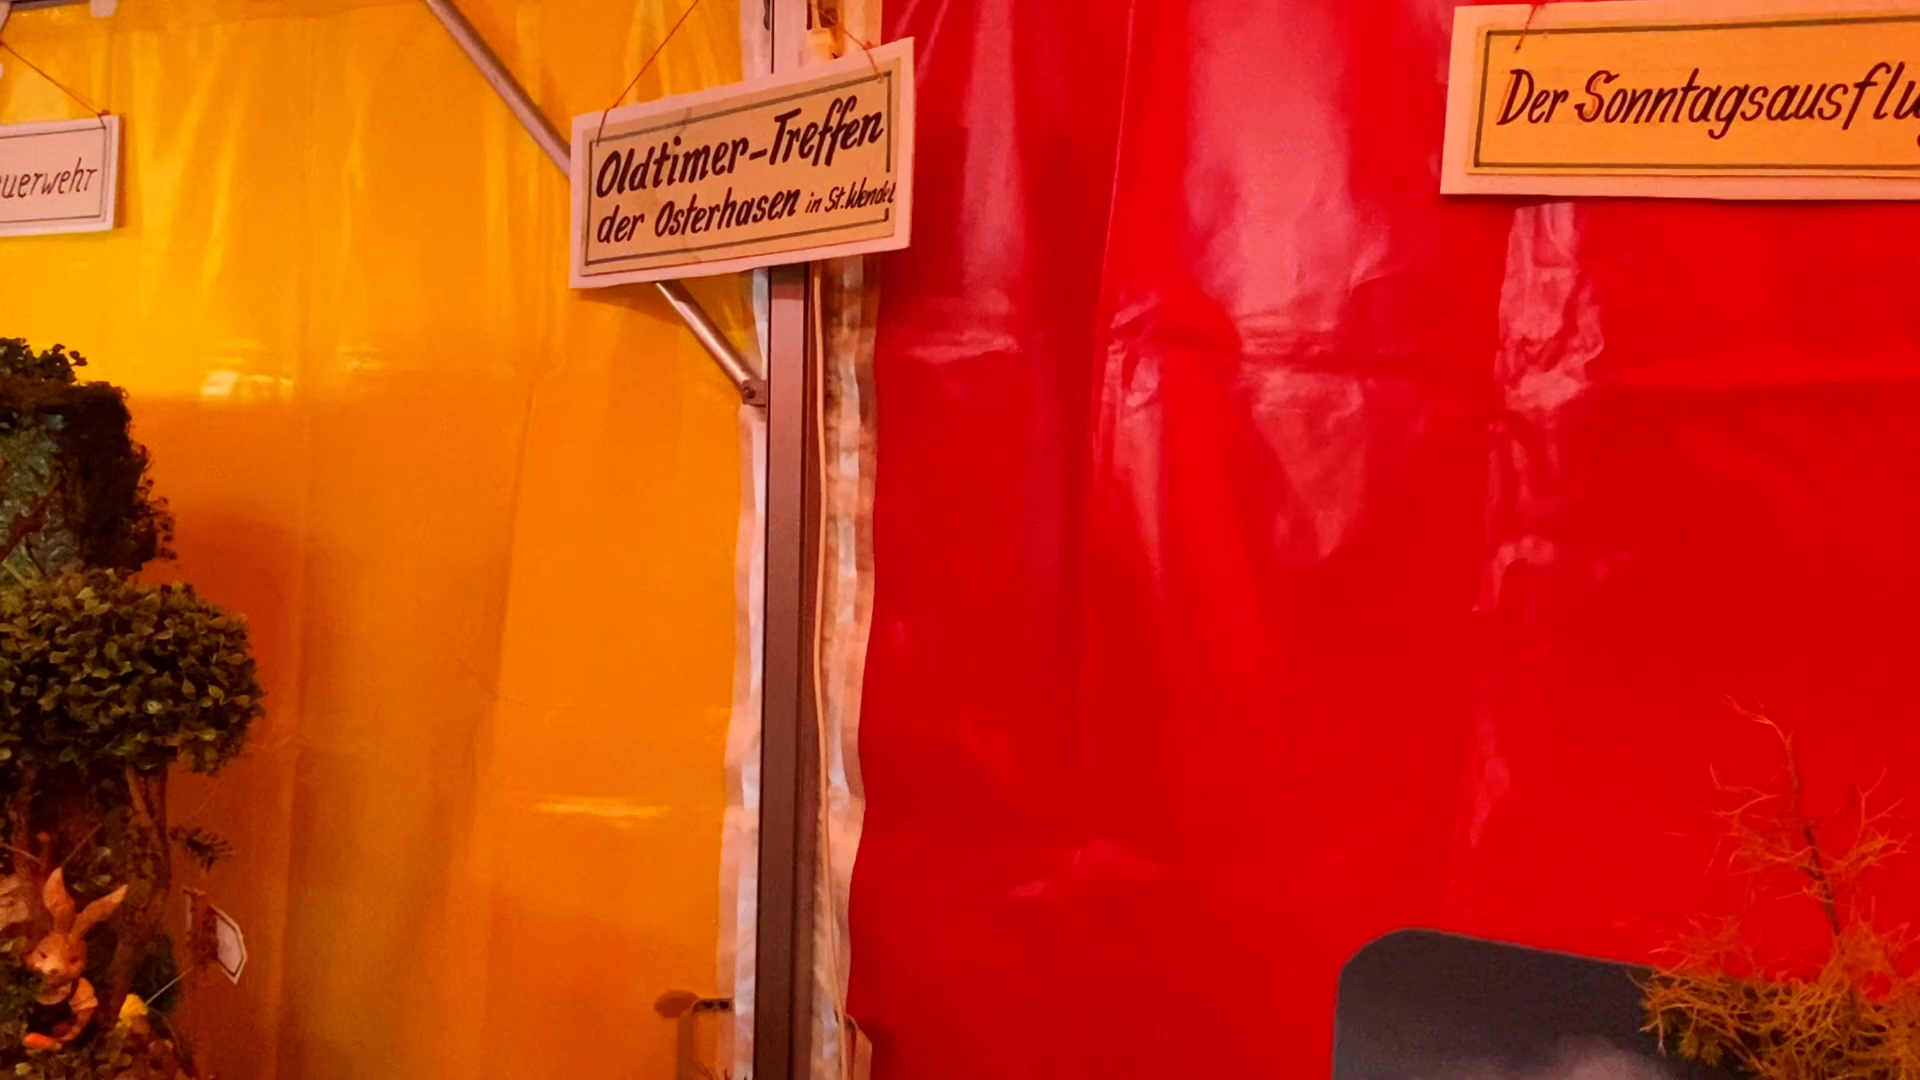 euerwehr
Oldtimer-Treffen
der Osterhasen in St. Wendel
Der Sonntagsausflu